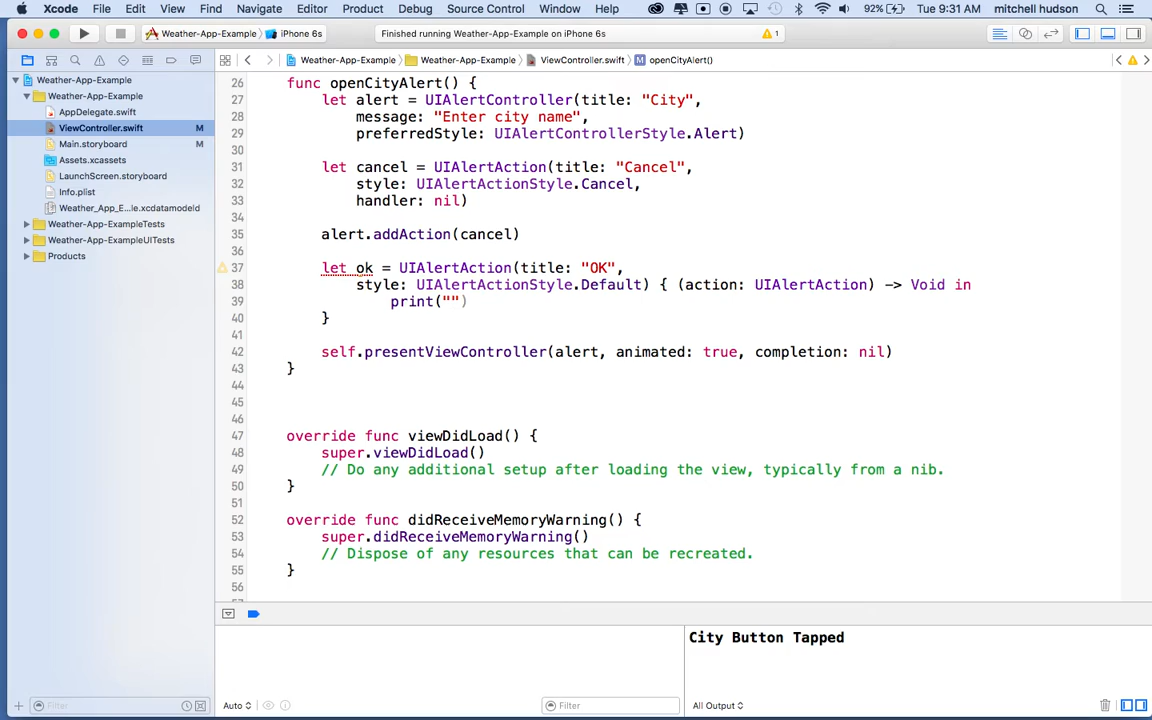 Xcode File Edit View Find Navigate Editor Product Debug Source Control Window Help 92% Tue 9:31 AM mitchell hudson
Weather-App-Example iPhone 6s Finished running Weather-App-Example on iPhone 6s 1
Weather-App-Example Weather-App-Example ViewController.swift M openCityAlert()
Weather-App-Example
Weather-App-Example
AppDelegate.swift
ViewController.swift M
Main.storyboard M
Assets.xcassets
LaunchScreen.storyboard
Info.plist
Weather_App_E...le.xcdatamodeld
Weather-App-ExampleTests
Weather-App-ExampleUITests
Products
26 func openCityAlert() {
27 let alert = UIAlertController(title: "City",
28 message: "Enter city name",
29 preferredStyle: UIAlertControllerStyle.Alert)
30
31 let cancel = UIAlertAction(title: "Cancel",
32 style: UIAlertActionStyle.Cancel,
33 handler: nil)
34
35 alert.addAction(cancel)
36
37 let ok = UIAlertAction(title: "OK",
38 style: UIAlertActionStyle.Default) { (action: UIAlertAction) -> Void in
39 print("")
40 }
41
42 self.presentViewController(alert, animated: true, completion: nil)
43 }
44
45
46
47 override func viewDidLoad() {
48 super.viewDidLoad()
49 // Do any additional setup after loading the view, typically from a nib.
50 }
51
52 override func didReceiveMemoryWarning() {
53 super.didReceiveMemoryWarning()
54 // Dispose of any resources that can be recreated.
55 }
56
City Button Tapped
Filter Auto Filter All Output